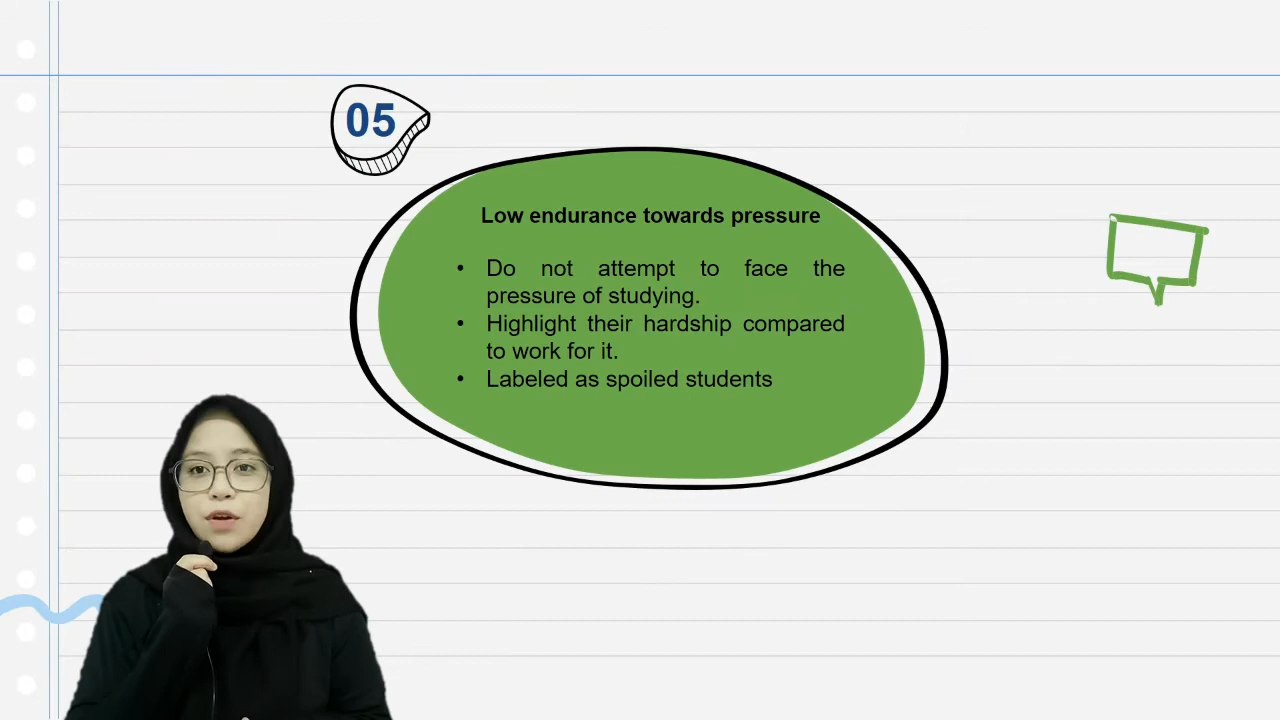 05
Low endurance towards pressure
• Do not attempt to face the
pressure of studying.
• Highlight their hardship compared
to work for it.
• Labeled as spoiled students